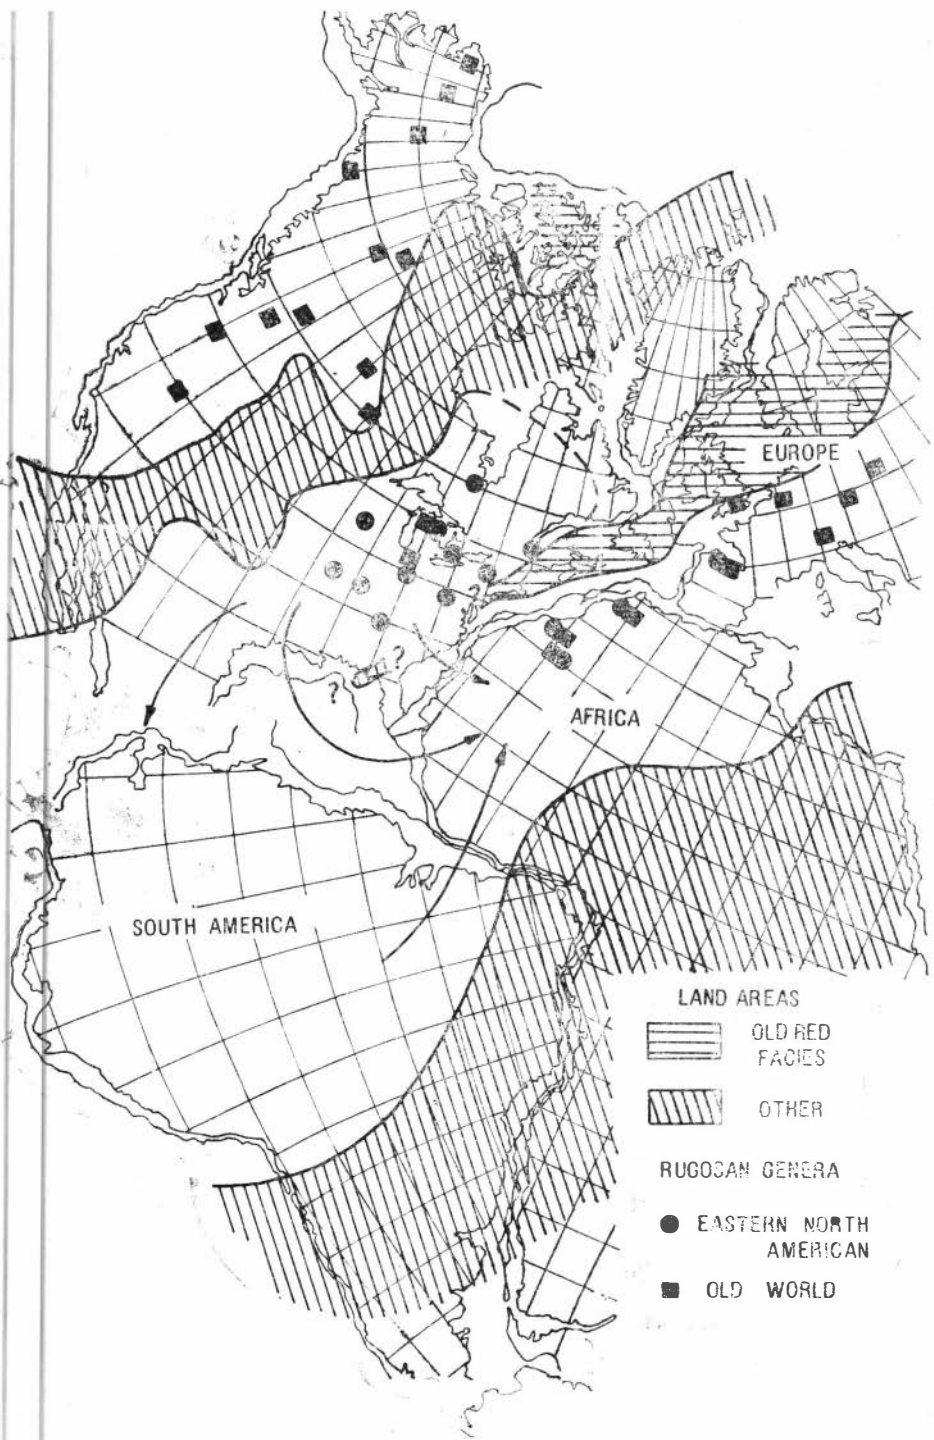 EUROPE
?
?
AFRICA
SOUTH AMERICA
LAND AREAS
OLD RED
FACIES
OTHER
RUGOSAN GENERA
EASTERN NORTH
AMERICAN
OLD WORLD